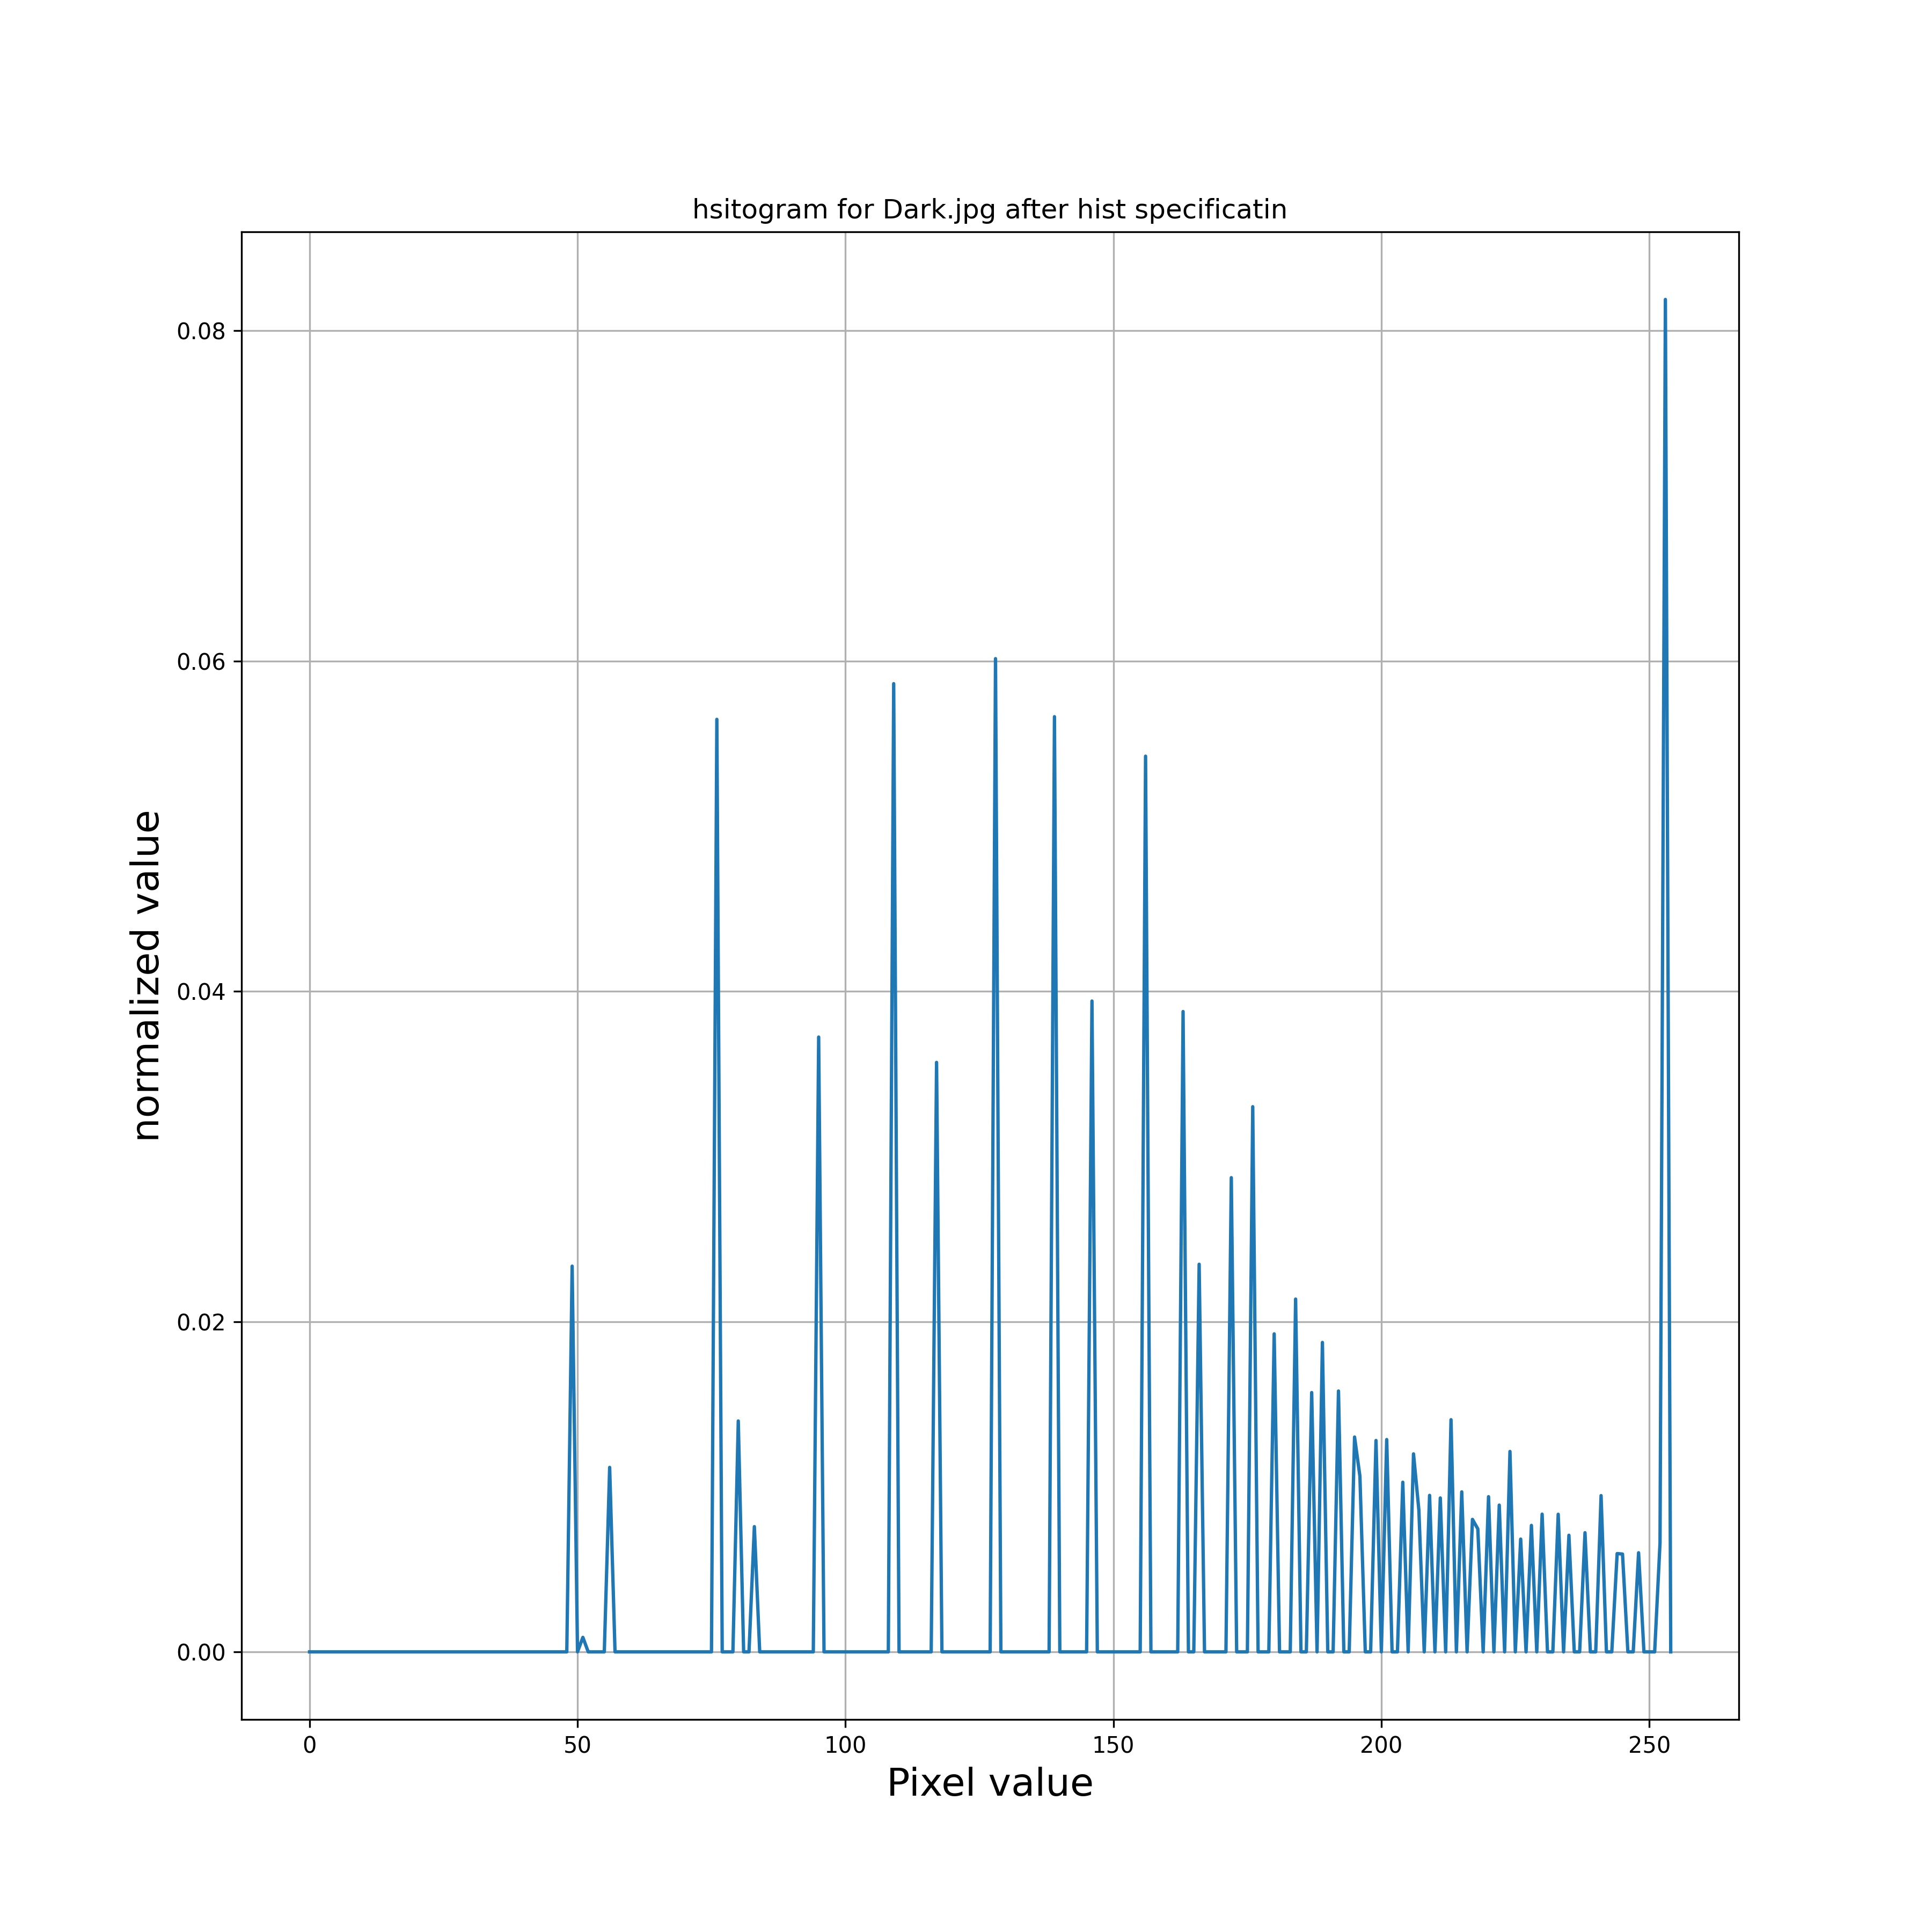 hsitogram for Dark.jpg after hist specificatin
0.08
0.06
0.04
0.02
0.00
normalized value
0 50 100 150 200 250
Pixel value